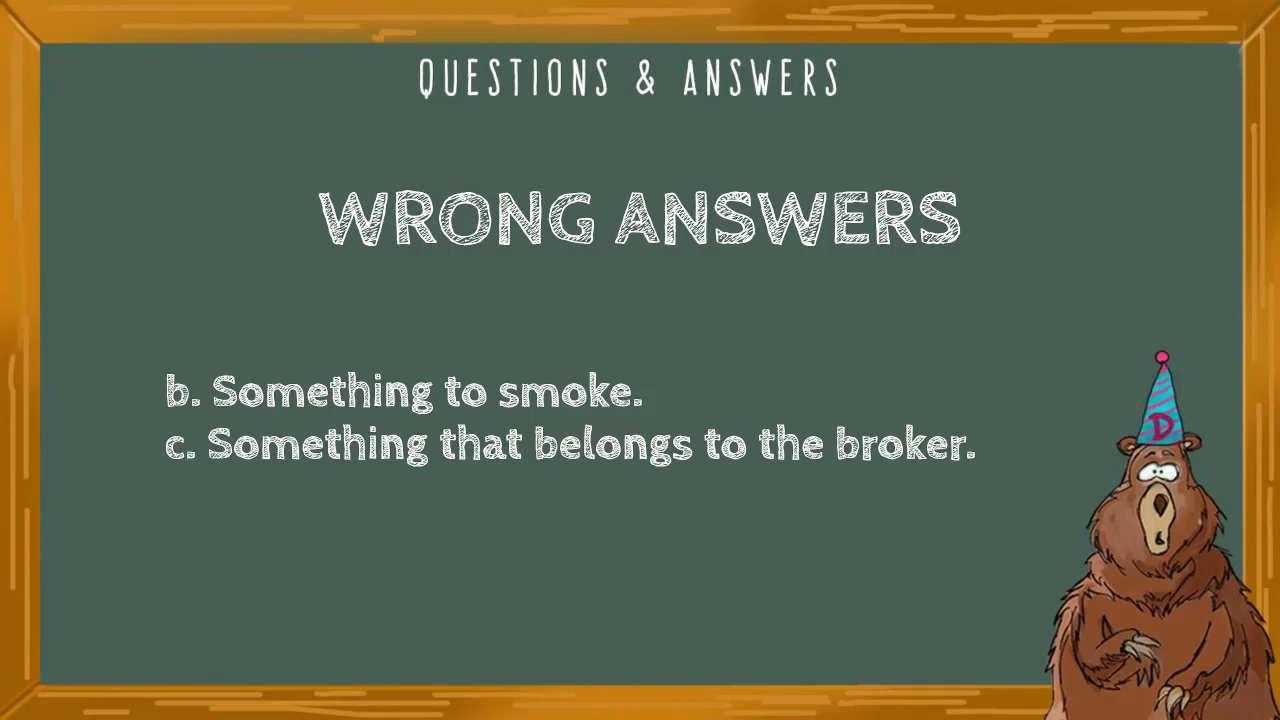 QUESTIONS & ANSWERS
WRONG ANSWERS
b. Something to smoke.
c. Something that belongs to the broker.
D